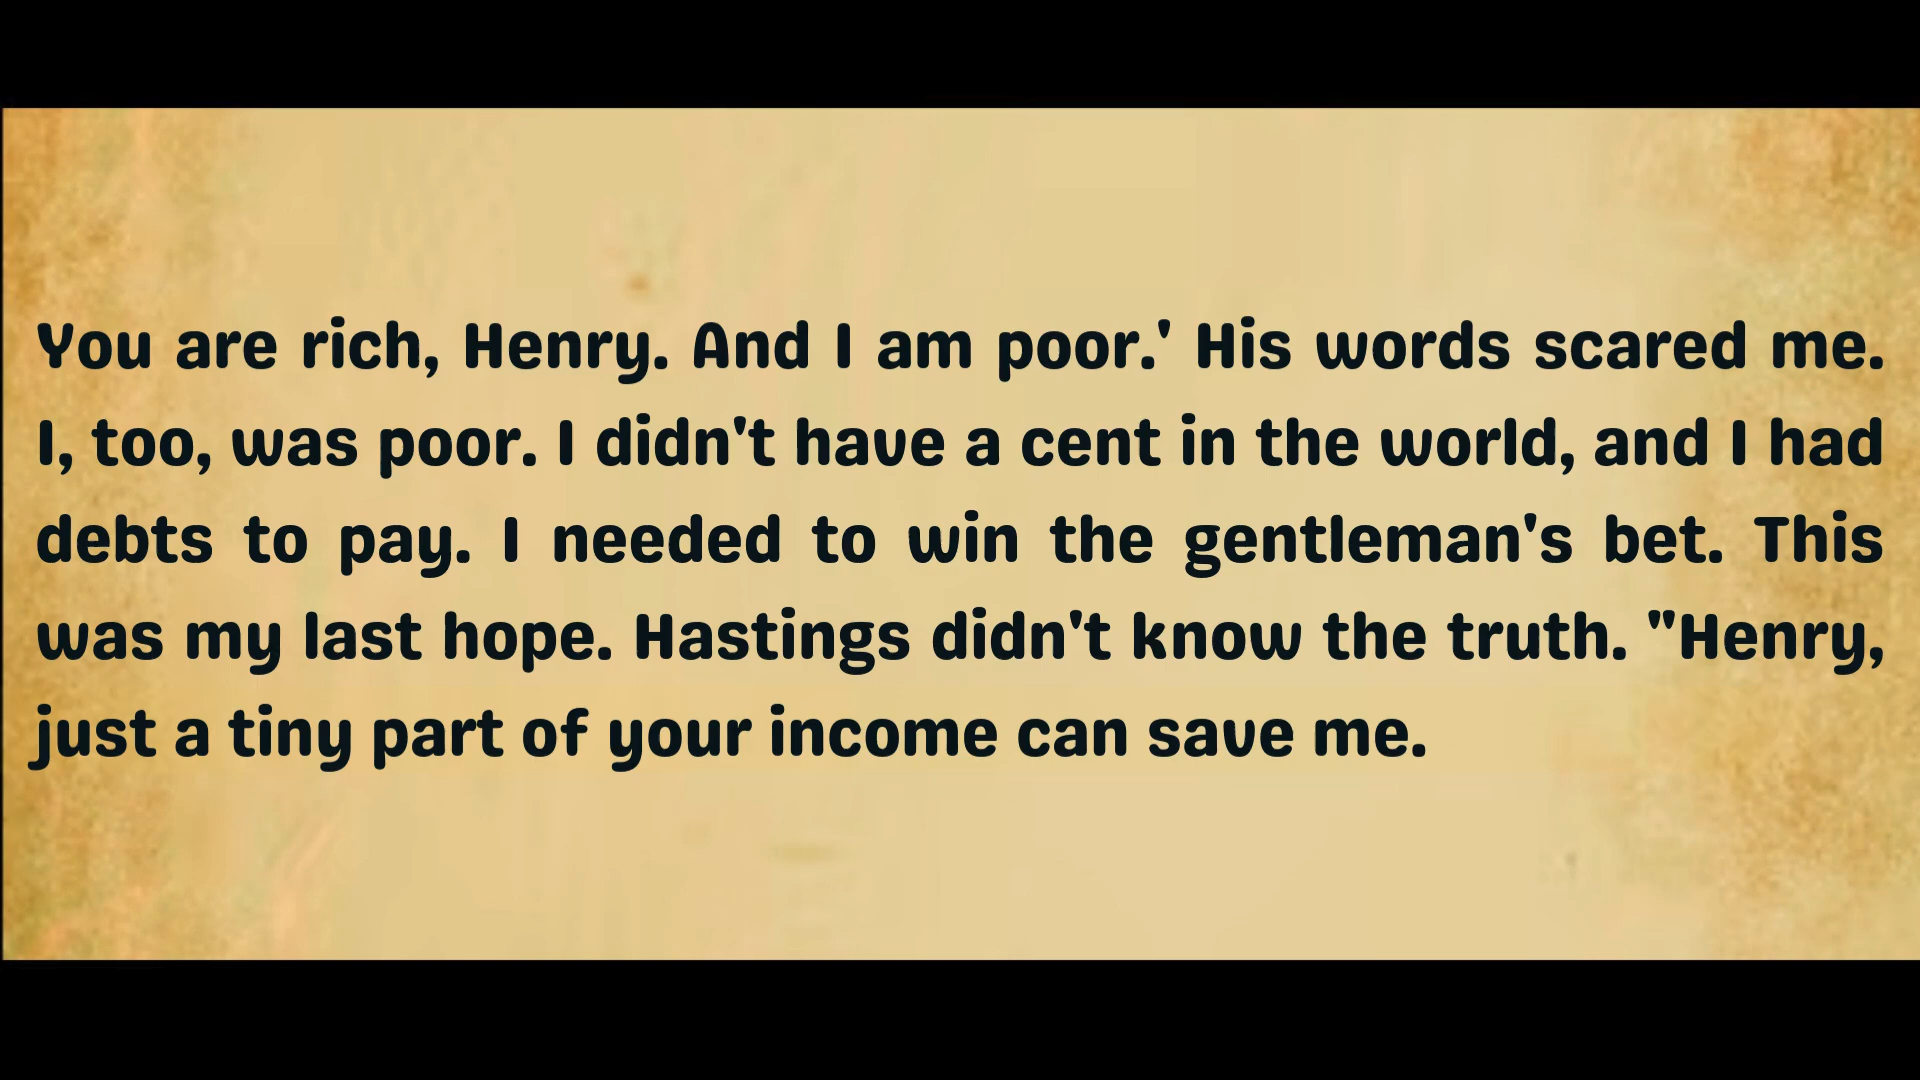 You are rich, Henry. And I am poor.' His words scared me.
I, too, was poor. I didn't have a cent in the world, and I had
debts to pay. I needed to win the gentleman's bet. This
was my last hope. Hastings didn't know the truth. "Henry,
just a tiny part of your income can save me.